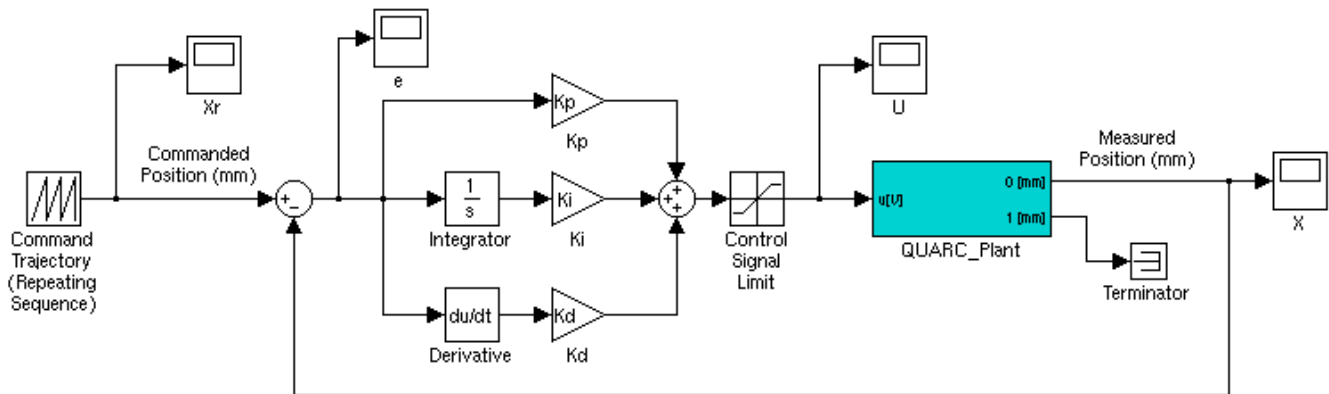 Xr
e
U
X
Commanded
Position (mm)
Command
Trajectory
(Repeating
Sequence)
+
−
1
s
Integrator
du/dt
Derivative
Kp
Kp
Ki
Ki
Kd
Kd
+
+
+
Control
Signal
Limit
u[V]
0 [mm]
1 [mm]
QUARC_Plant
Measured
Position (mm)
Terminator